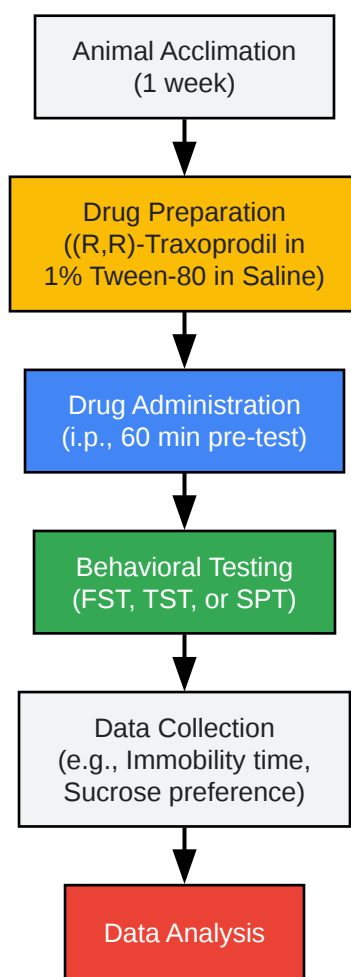 Animal Acclimation
(1 week)
Drug Preparation
((R,R)-Traxoprodil in
1% Tween-80 in Saline)
Drug Administration
(i.p., 60 min pre-test)
Behavioral Testing
(FST, TST, or SPT)
Data Collection
(e.g., Immobility time,
Sucrose preference)
Data Analysis